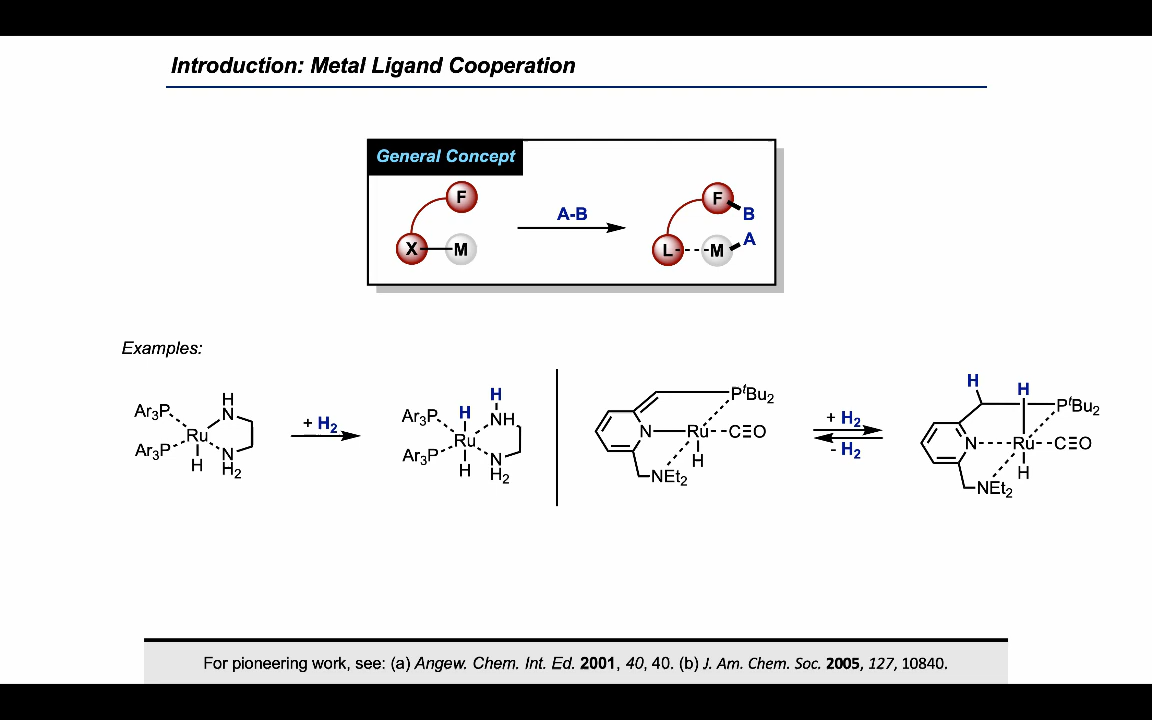 Introduction: Metal Ligand Cooperation
General Concept
F
X
M
A-B
F
B
L
M
A
Examples:
Ar3P
Ar3P
Ru
H
H
N
N
H2
+ H2
Ar3P
Ar3P
H
Ru
H
H
NH
N
H2
N
Ru
H
PtBu2
C≡O
NEt2
+ H2
- H2
H
H
N
Ru
H
PtBu2
C≡O
NEt2
For pioneering work, see: (a) Angew. Chem. Int. Ed. 2001, 40, 40. (b) J. Am. Chem. Soc. 2005, 127, 10840.